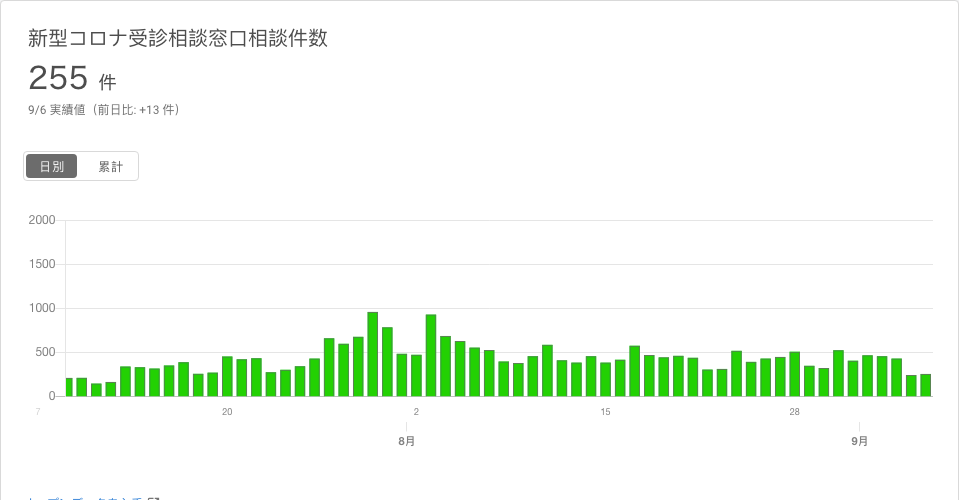 新型コロナ受診相談窓口相談件数
255 件
9/6 実績値（前日比: +13 件）
日別 累計
2000
1500
1000
500
0
7 20 2 15 28
8月 9月